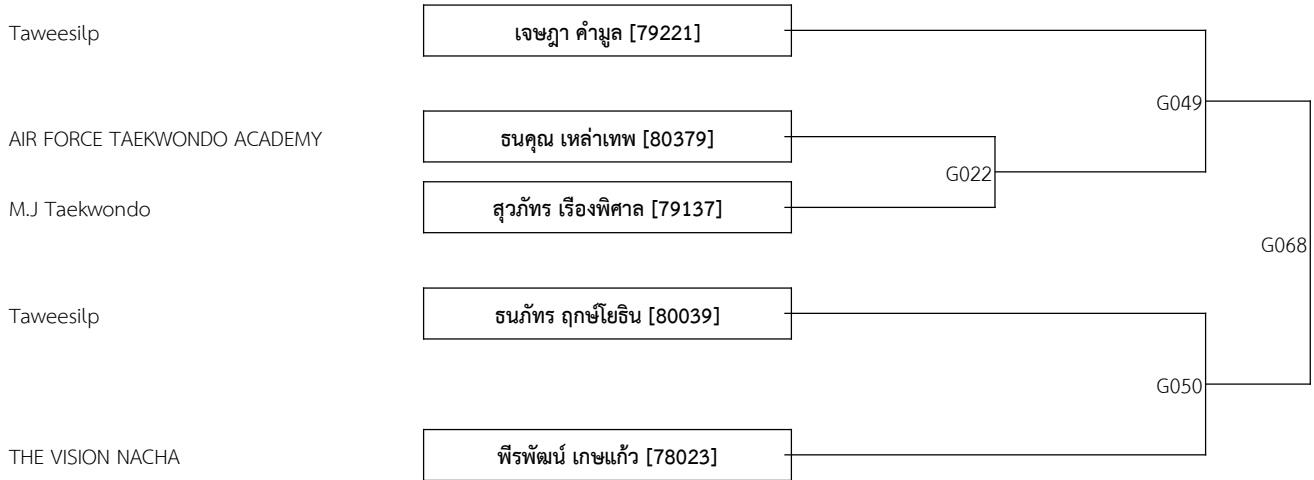 Taweesilp เจษฎา คำมูล [79221]
G049
AIR FORCE TAEKWONDO ACADEMY ธนคุณ เหล่าเทพ [80379]
G022
M.J Taekwondo สุวภัทร เรืองพิศาล [79137]
G068
Taweesilp ธนภัทร ฤกษ์โยธิน [80039]
G050
THE VISION NACHA พีรพัฒน์ เกษแก้ว [78023]